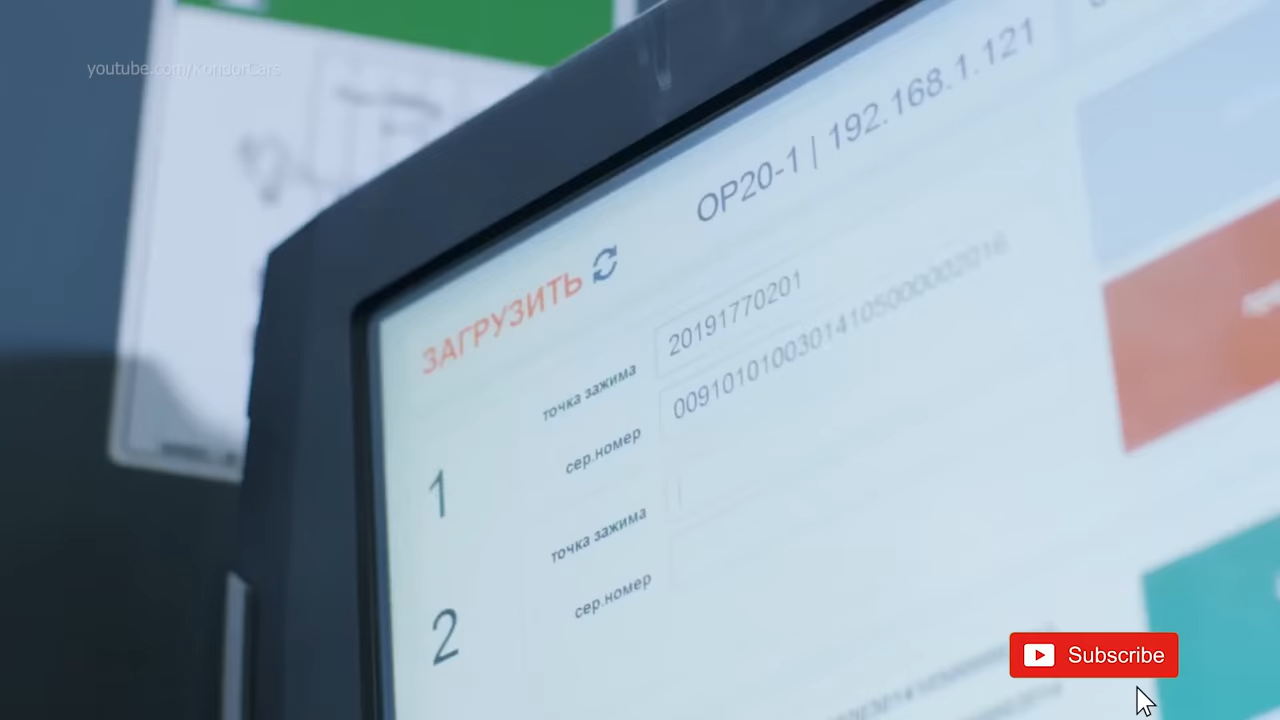 youtube.com/KondorCars
OP20-1 | 192.168.1.121
ЗАГРУЗИТЬ
1
точка зажима
20191770201
сер.номер
009101010030141050000002016
2
точка зажима
сер.номер
Subscribe